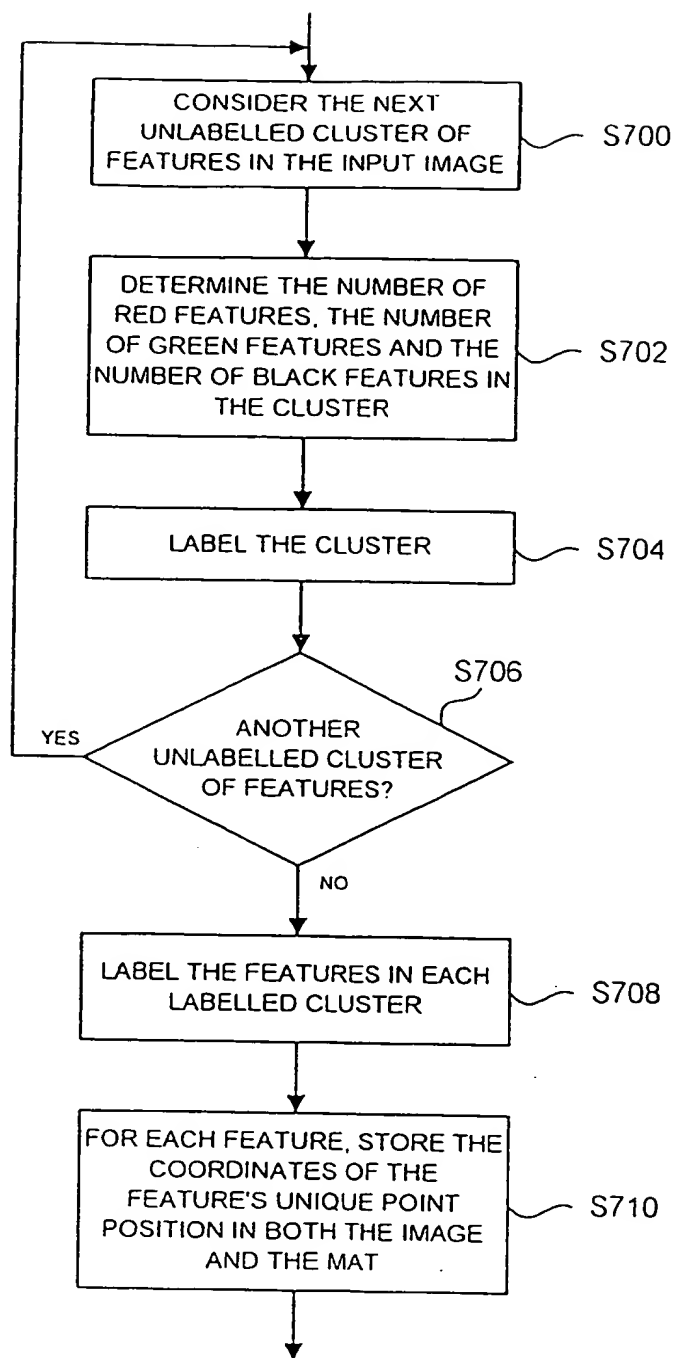 CONSIDER THE NEXT
UNLABELLED CLUSTER OF
FEATURES IN THE INPUT IMAGE
S700
DETERMINE THE NUMBER OF
RED FEATURES, THE NUMBER
OF GREEN FEATURES AND THE
NUMBER OF BLACK FEATURES IN
THE CLUSTER
S702
LABEL THE CLUSTER
S704
S706
YES
ANOTHER
UNLABELLED CLUSTER
OF FEATURES?
NO
LABEL THE FEATURES IN EACH
LABELLED CLUSTER
S708
FOR EACH FEATURE, STORE THE
COORDINATES OF THE
FEATURE'S UNIQUE POINT
POSITION IN BOTH THE IMAGE
AND THE MAT
S710